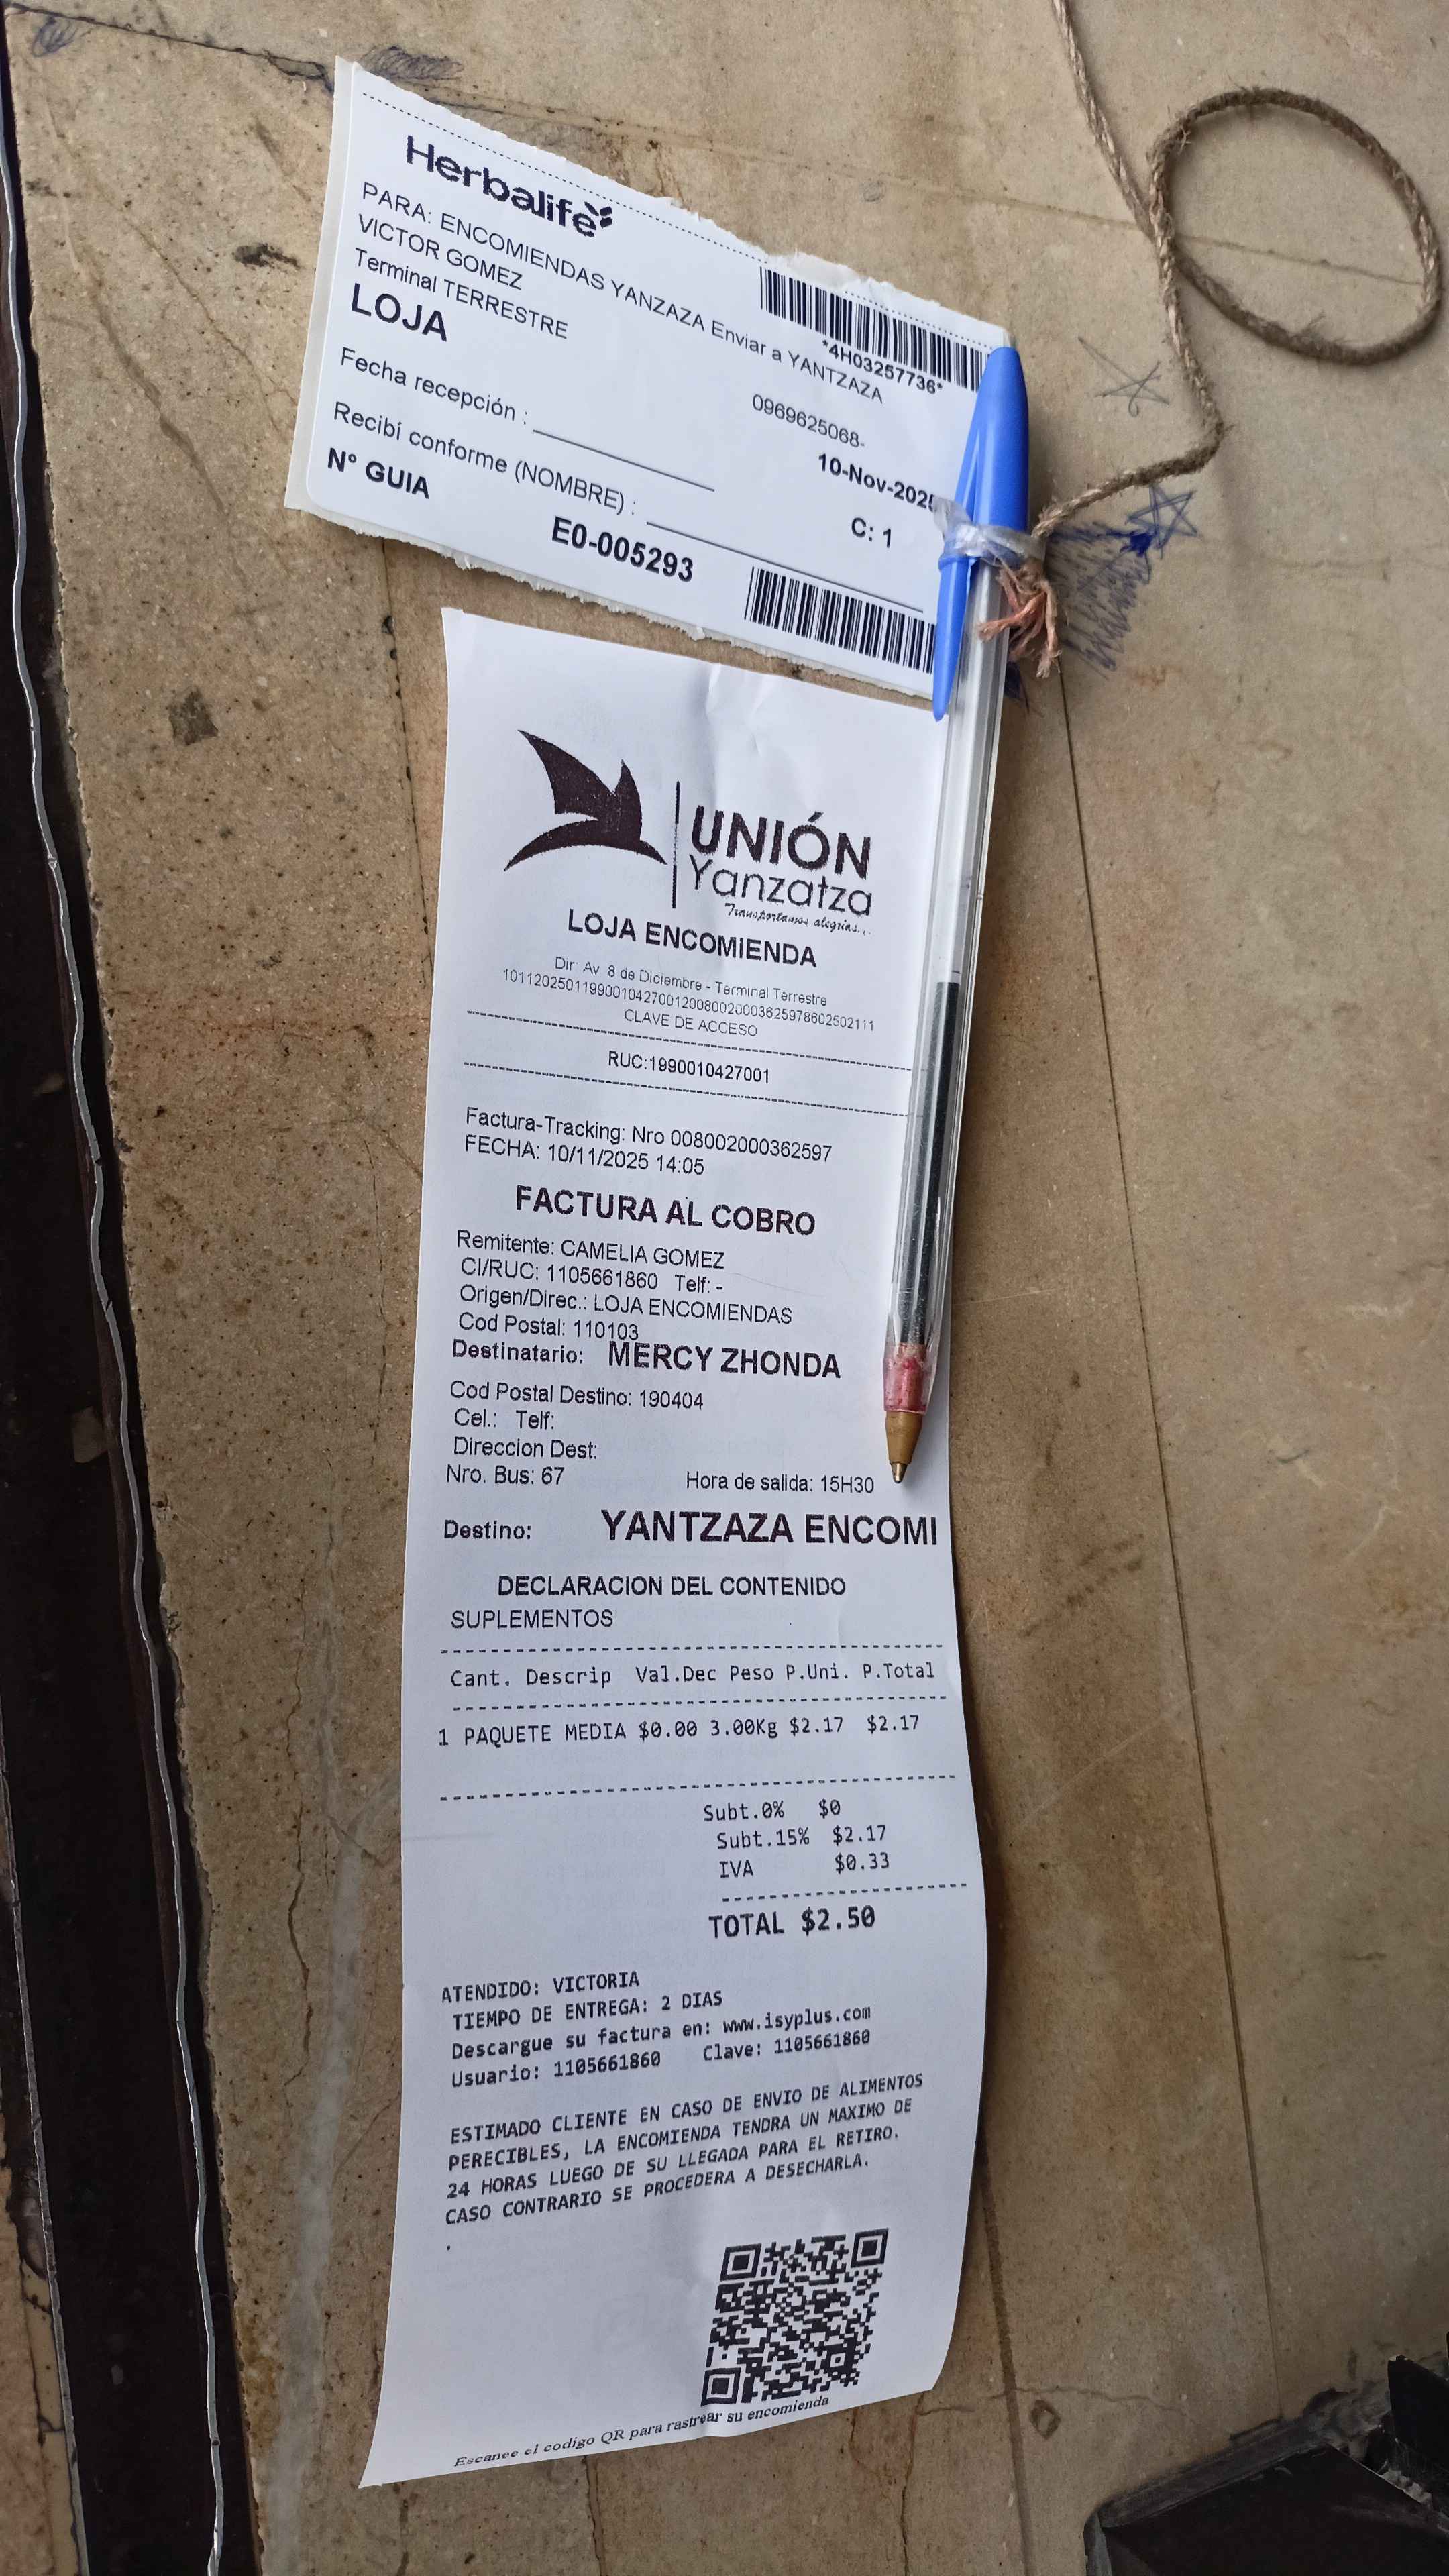 Herbalife
PARA: ENCOMIENDAS YANZAZA Enviar a YANTZAZA
VICTOR GOMEZ
Terminal TERRESTRE
LOJA
*4H03257736*
0969625068-
Fecha recepción :
10-Nov-2025
Recibí conforme (NOMBRE) :
C: 1
N° GUIA
E0-005293
UNIÓN
Yanzatza
Transportamos alegrías...
LOJA ENCOMIENDA
Dir: Av. 8 de Diciembre - Terminal Terrestre
CLAVE DE ACCESO
RUC:1990010427001
Factura-Tracking: Nro 008002000362597
FECHA: 10/11/2025 14:05
FACTURA AL COBRO
Remitente: CAMELIA GOMEZ
CI/RUC: 1105661860 Telf: -
Origen/Direc.: LOJA ENCOMIENDAS
Cod Postal: 110103
Destinatario: MERCY ZHONDA
Cod Postal Destino: 190404
Cel.: Telf:
Direccion Dest:
Nro. Bus: 67 Hora de salida: 15H30
Destino: YANTZAZA ENCOMI
DECLARACION DEL CONTENIDO
SUPLEMENTOS
Cant. Descrip Val.Dec Peso P.Uni. P.Total
1 PAQUETE MEDIA $0.00 3.00Kg $2.17 $2.17
Subt.0% $0
Subt.15% $2.17
IVA $0.33
TOTAL $2.50
ATENDIDO: VICTORIA
TIEMPO DE ENTREGA: 2 DIAS
Descargue su factura en: www.isyplus.com
Usuario: 1105661860 Clave: 1105661860
ESTIMADO CLIENTE EN CASO DE ENVIO DE ALIMENTOS
PERECIBLES, LA ENCOMIENDA TENDRA UN MAXIMO DE
24 HORAS LUEGO DE SU LLEGADA PARA EL RETIRO.
CASO CONTRARIO SE PROCEDERA A DESECHARLA.
.
Escanee el codigo QR para rastrear su encomienda